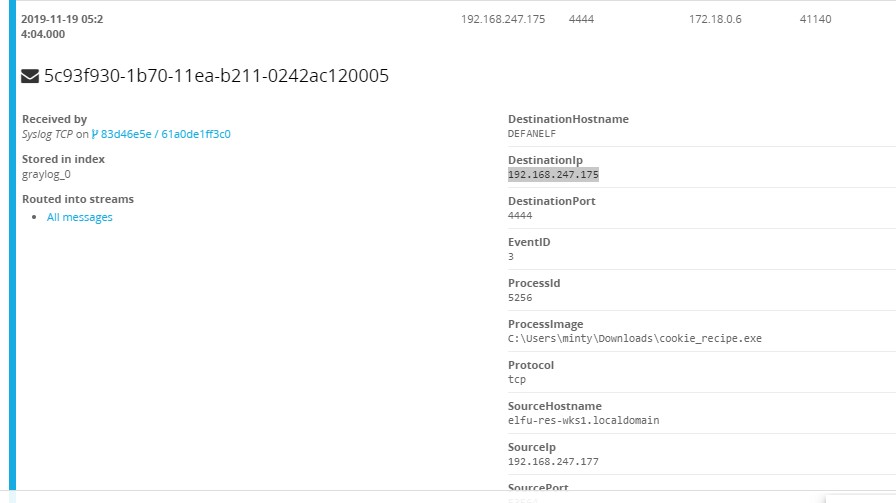 2019-11-19 05:2 192.168.247.175 4444 172.18.0.6 41140
4:04.000
5c93f930-1b70-11ea-b211-0242ac120005
Received by
Syslog TCP on 83d46e5e / 61a0de1ff3c0
Stored in index
graylog_0
Routed into streams
• All messages
DestinationHostname
DEFANELF
DestinationIp
192.168.247.175
DestinationPort
4444
EventID
3
ProcessId
5256
ProcessImage
C:\Users\minty\Downloads\cookie_recipe.exe
Protocol
tcp
SourceHostname
elfu-res-wks1.localdomain
SourceIp
192.168.247.177
SourcePort